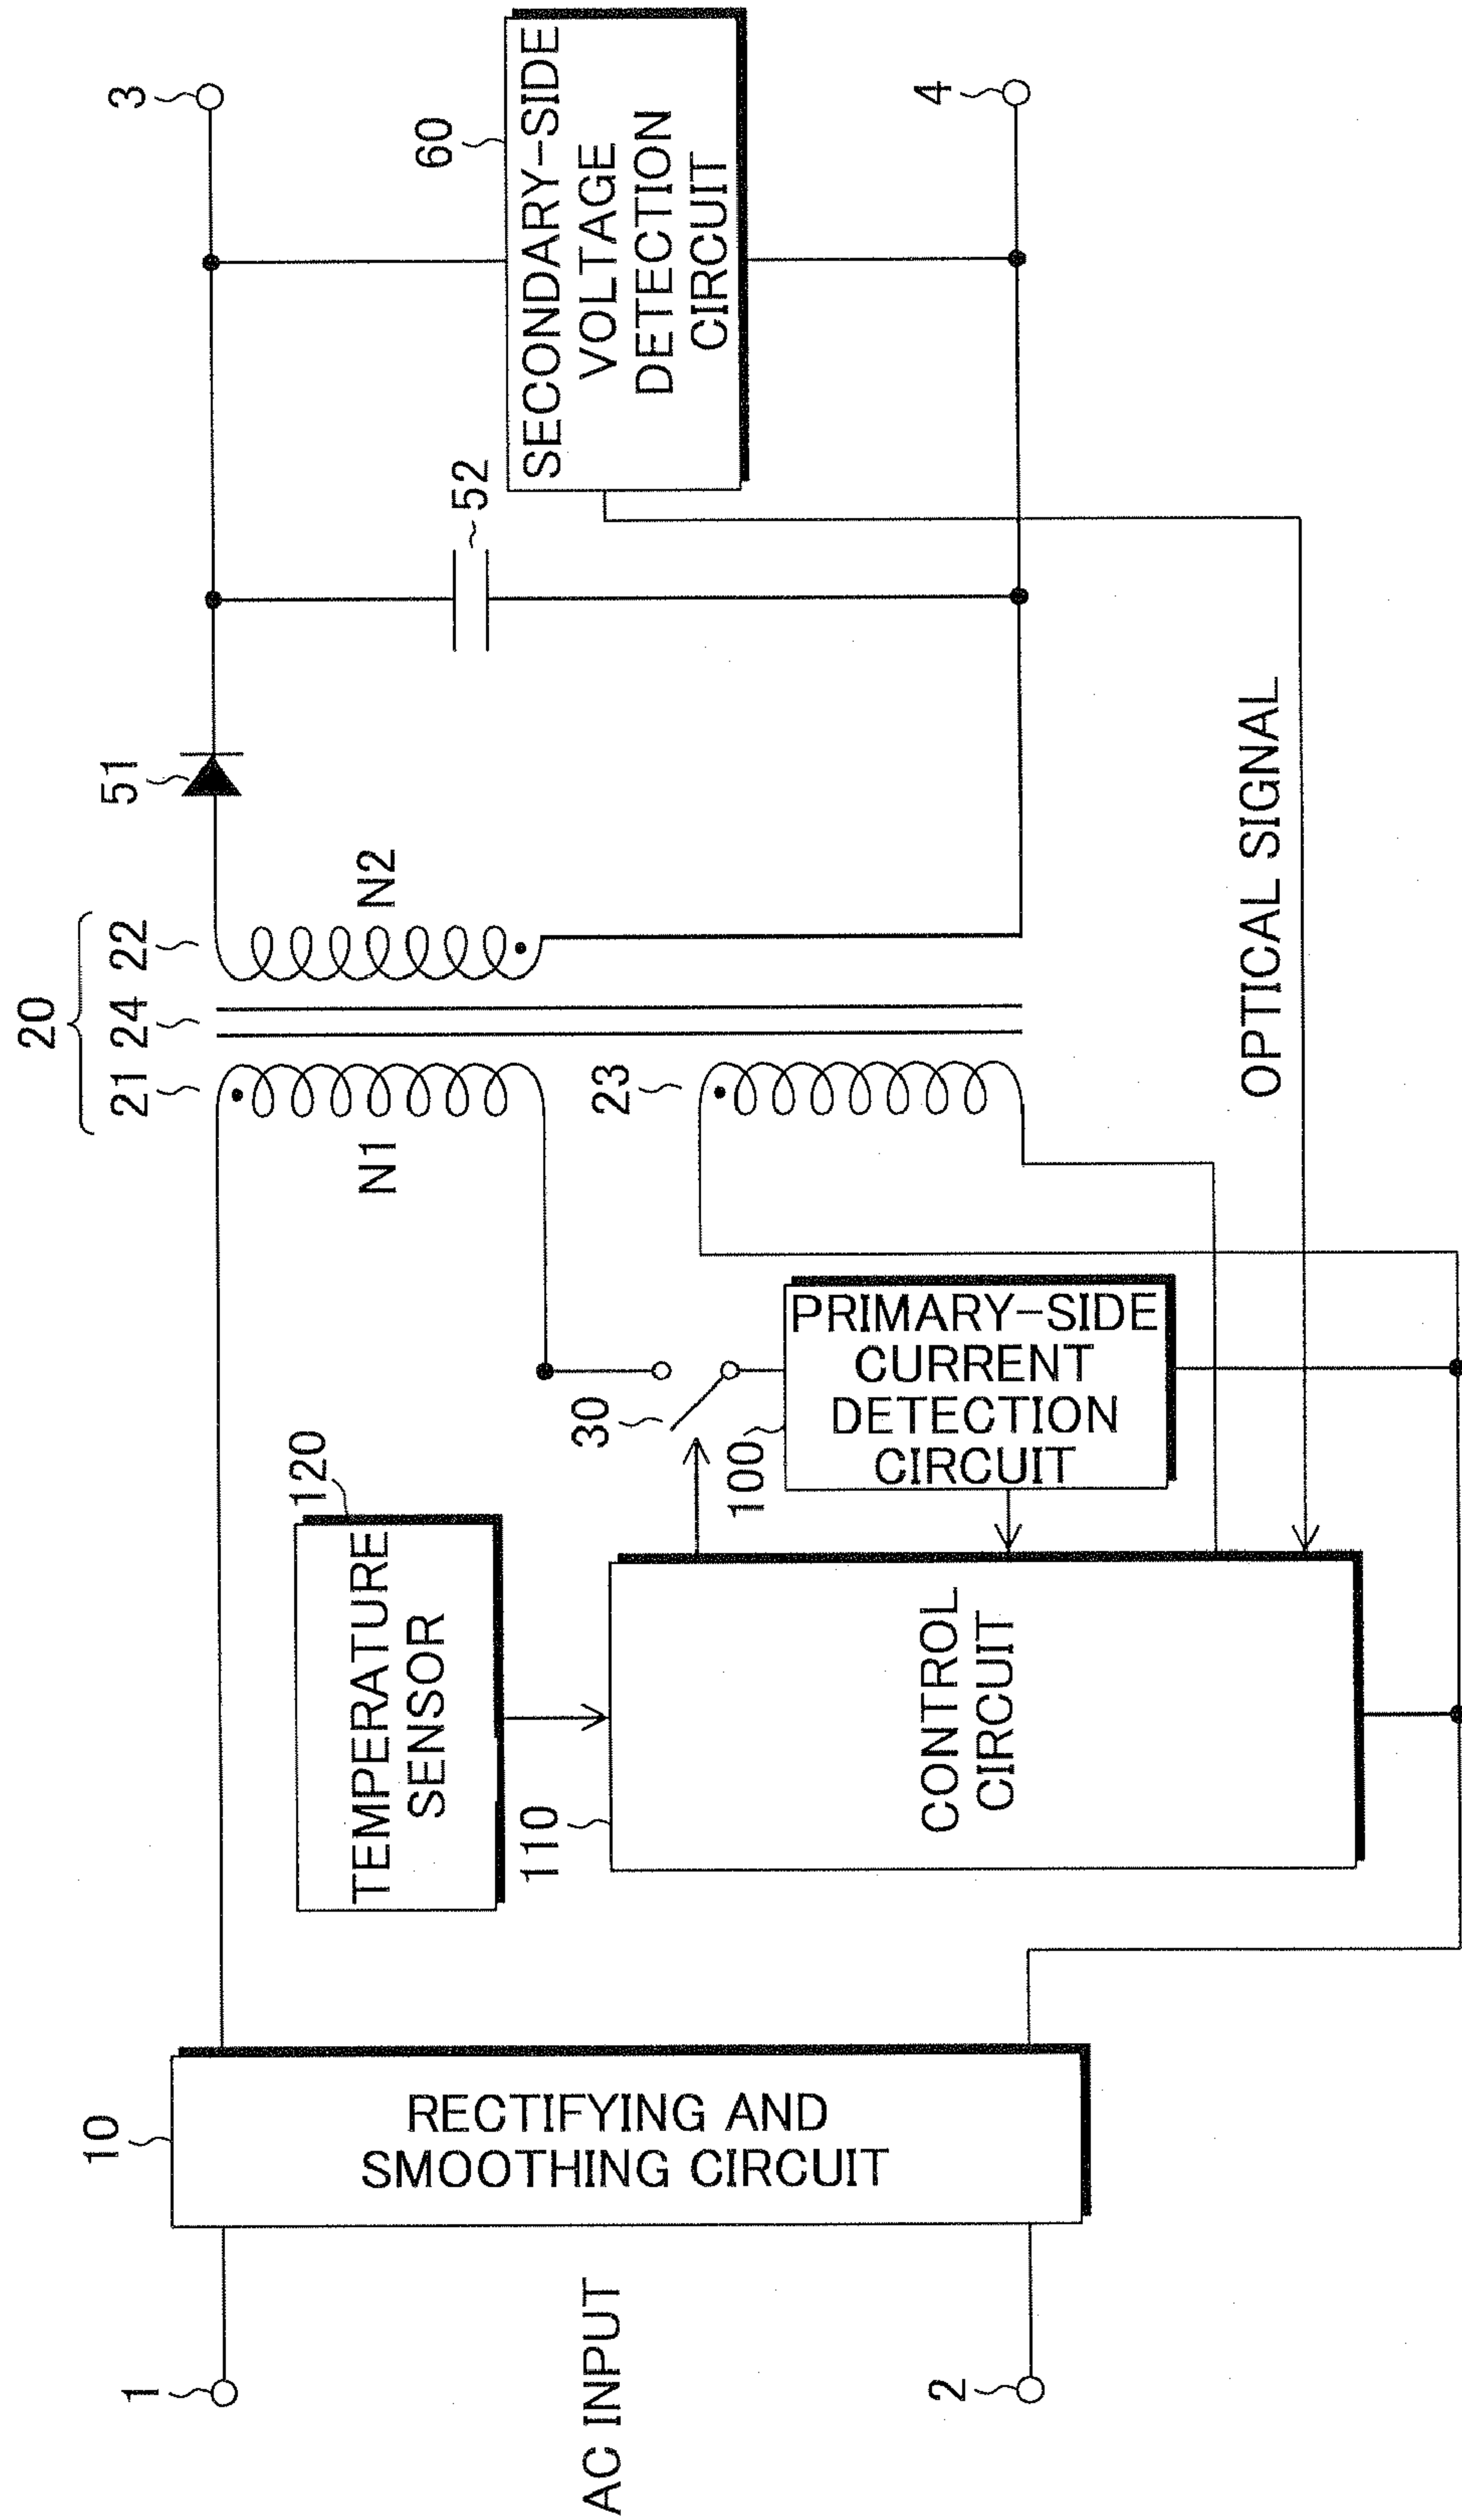 20
21 24 22
51
3
10
120
TEMPERATURE
SENSOR
N1
N2
52
60
SECONDARY-SIDE
VOLTAGE
DETECTION
CIRCUIT
1
AC INPUT
2
RECTIFYING AND
SMOOTHING CIRCUIT
110
CONTROL
CIRCUIT
30
100
PRIMARY-SIDE
CURRENT
DETECTION
CIRCUIT
23
4
OPTICAL SIGNAL